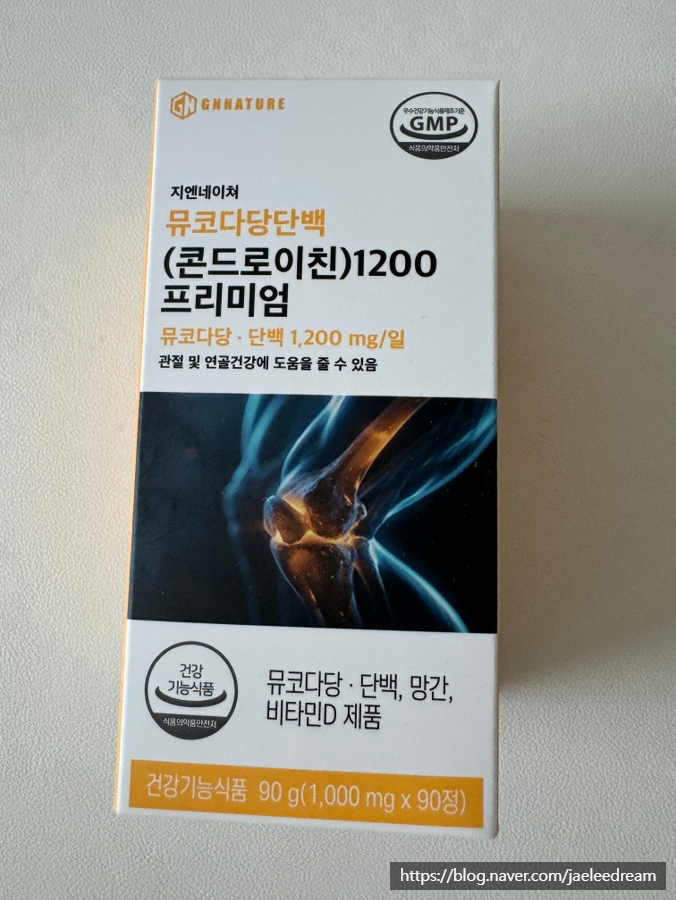 GN GNNATURE
우수건강기능식품제조기준
GMP
식품의약품안전처
지엔네이쳐
뮤코다당단백
(콘드로이친)1200
프리미엄
뮤코다당 · 단백 1,200 mg/일
관절 및 연골건강에 도움을 줄 수 있음
건강
기능식품
식품의약품안전처
뮤코다당 · 단백, 망간,
비타민D 제품
건강기능식품 90 g(1,000 mg x 90정)
https://blog.naver.com/jaeleedream